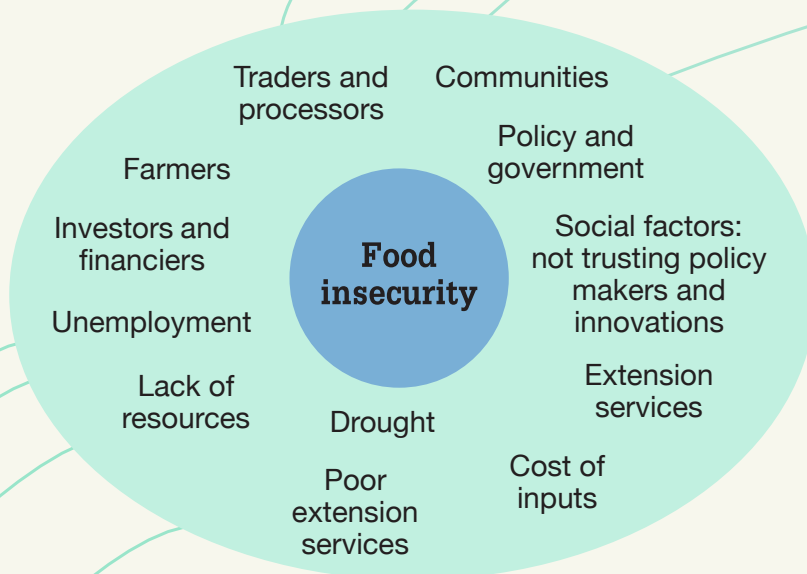 Traders and
processors
Communities
Policy and
government
Farmers
Investors and
financiers
Food
insecurity
Social factors:
not trusting policy
makers and
innovations
Unemployment
Lack of
resources
Drought
Extension
services
Poor
extension
services
Cost of
inputs